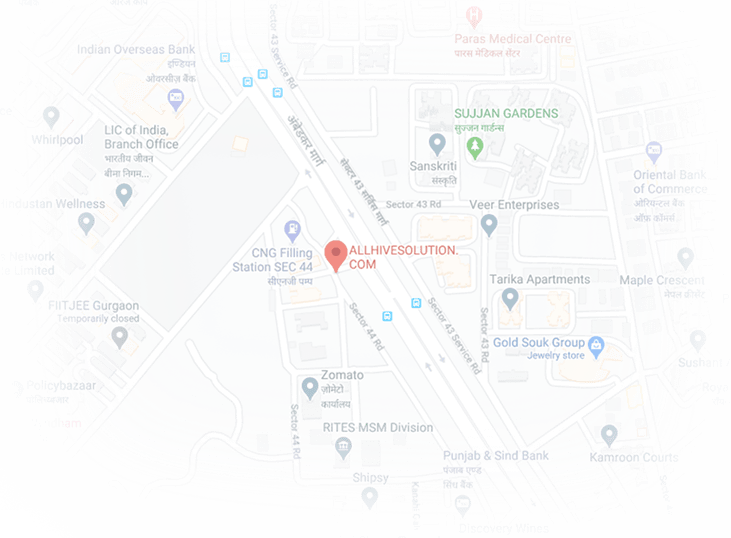 Sector 43 Service Rd
Paras Medical Centre
पारस मेडिकल सेंटर
Indian Overseas Bank
इण्डियन
ओवरसीज़ बैंक
SUJJAN GARDENS
सुज्जन गार्डन्स
Whirlpool
LIC of India,
Branch Office
भारतीय जीवन
बीमा निगम...
अंबेडकर मार्ग
सेक्टर 43 सर्विस मार्ग
Sanskriti
संस्कृति
Oriental Bank
of Commerce
ओरियन्टल बैंक
ऑफ़ कॉमर्स...
Hindustan Wellness
Sector 43 Rd
Veer Enterprises
CNG Filling
Station SEC 44
सीएनजी पम्प
ALLHIVESOLUTION.
COM
Network
Limited
Tarika Apartments
Maple Crescent
मेपल क्रीसेंट
FIITJEE Gurgaon
Temporarily closed
Sector 44 Rd
Sector 43 Service Rd
Sector 43 Rd
Gold Souk Group
Jewelry store
Policybazaar
Zomato
ज़ोमेटो
कार्यालय
Sector 44 Rd
RITES MSM Division
Punjab & Sind Bank
पंजाब एण्ड
सिंध बैंक
Kamroon Courts
Shipsy
Discovery Wines